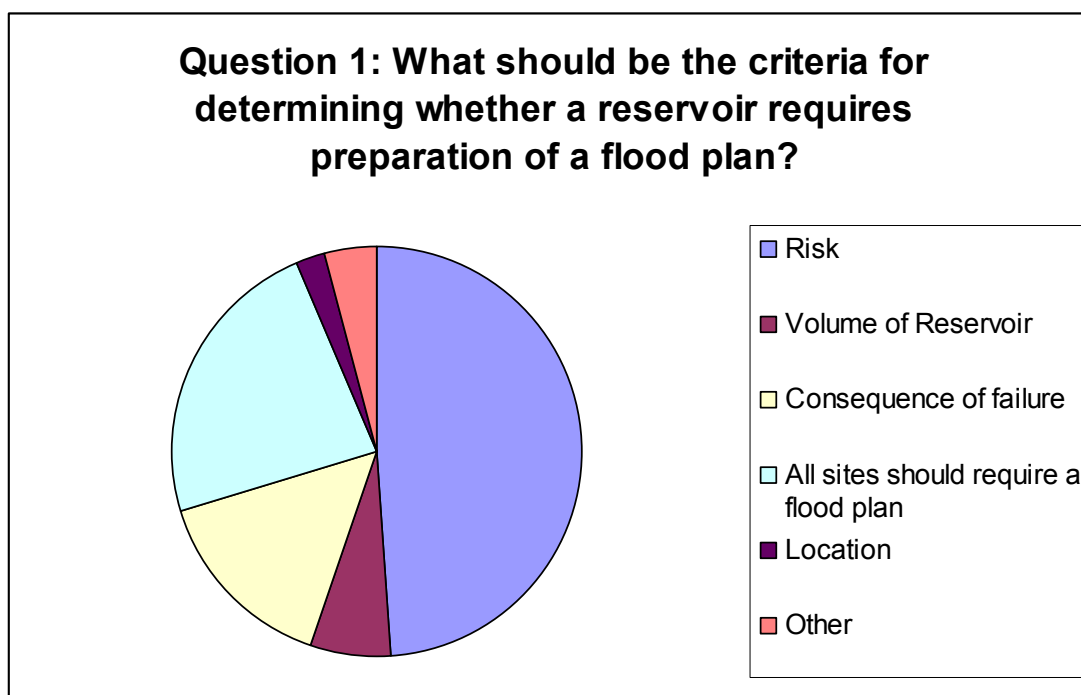 Question 1: What should be the criteria for
determining whether a reservoir requires
preparation of a flood plan?
Risk
Volume of Reservoir
Consequence of failure
All sites should require a
flood plan
Location
Other